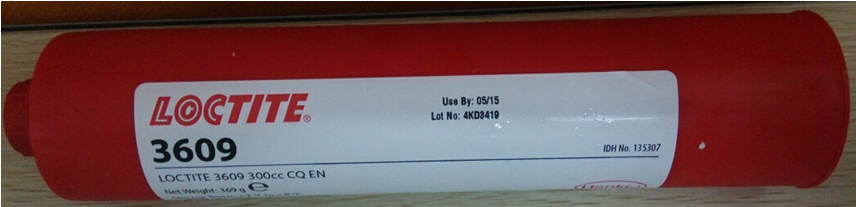 LOCTITE®
3609
LOCTITE 3609 300cc CQ EN
Net Weight: 369 g ℮
Use By: 05/15
Lot No: 4KD3419
IDH No. 135307
Henkel